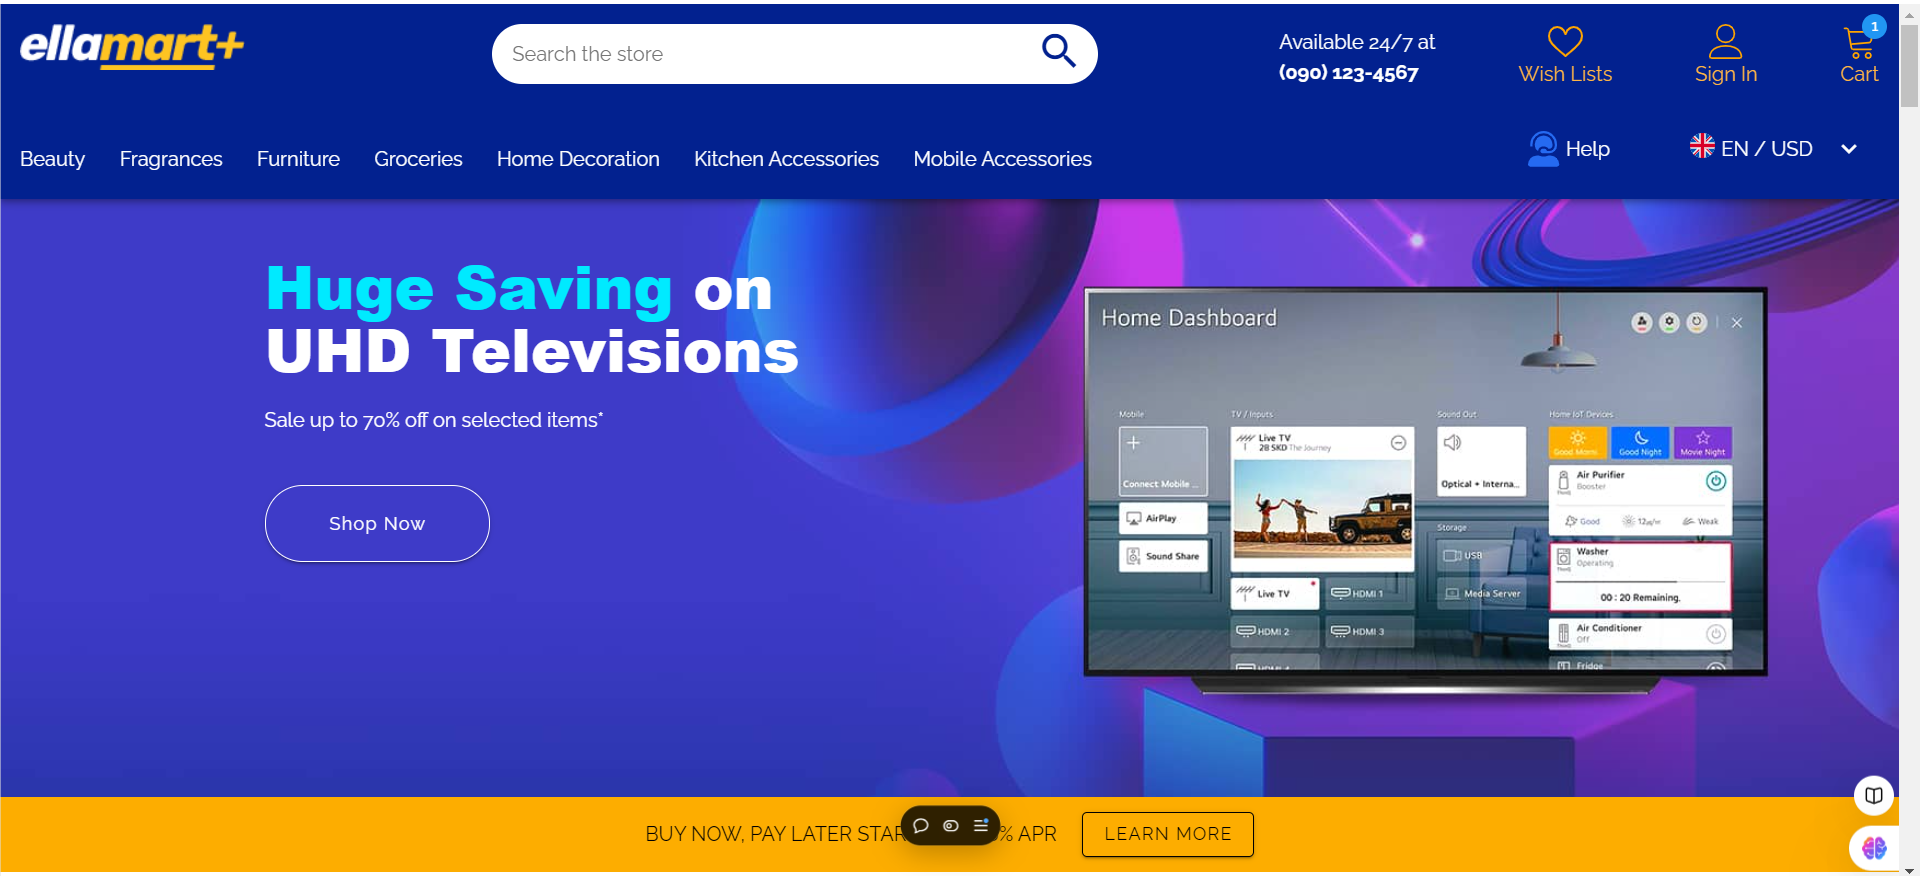 ellamart+
Search the store
Available 24/7 at
(090) 123-4567
Wish Lists
Sign In
1
Cart
Beauty
Fragrances
Furniture
Groceries
Home Decoration
Kitchen Accessories
Mobile Accessories
Help
EN / USD
Huge Saving on
UHD Televisions
Sale up to 70% off on selected items*
Shop Now
Home Dashboard
Mobile
Connect Mobile ...
AirPlay
Sound Share
TV / Inputs
Live TV
28 SKD The Journey
Live TV
HDMI 1
HDMI 2
HDMI 3
HDMI 4
Sound Out
Optical + Interna...
Storage
USB
Media Server
Home IoT Devices
Good Morni
Good Night
Movie Night
Air Purifier
Booster
Good
Weak
Washer
Operating
00 : 20 Remaining.
Air Conditioner
Off
Fridge
BUY NOW, PAY LATER STAR
% APR
LEARN MORE